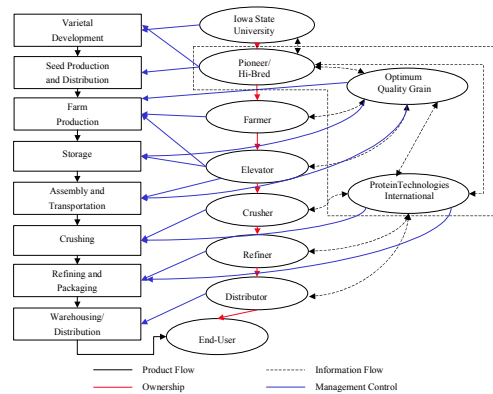 Varietal
Development
Seed Production
and Distribution
Farm
Production
Storage
Assembly and
Transportation
Crushing
Refining and
Packaging
Warehousing/
Distribution
Iowa State
University
Pioneer/
Hi-Bred
Farmer
Elevator
Crusher
Refiner
Distributor
End-User
Optimum
Quality Grain
ProteinTechnologies
International
Product Flow
Information Flow
Ownership
Management Control